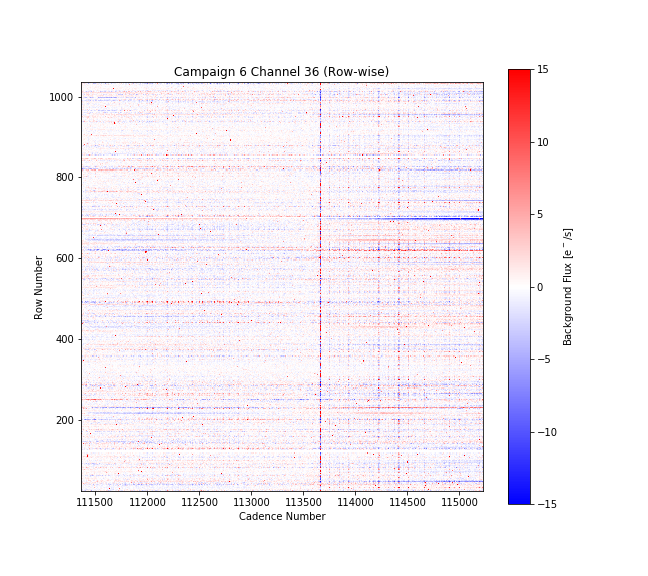 Campaign 6 Channel 36 (Row-wise)
1000
800
600
400
200
Row Number
111500 112000 112500 113000 113500 114000 114500 115000
Cadence Number
15
10
5
0
−5
−10
−15
Background Flux [e⁻/s]